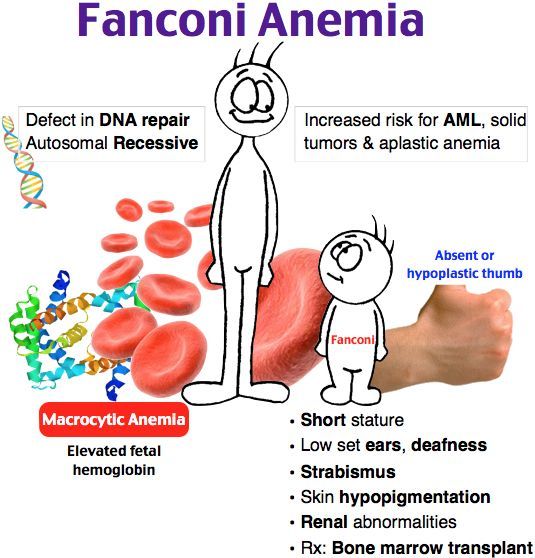 Fanconi Anemia
Defect in DNA repair
Autosomal Recessive
Increased risk for AML, solid
tumors & aplastic anemia
Absent or
hypoplastic thumb
Fanconi
Macrocytic Anemia
Elevated fetal
hemoglobin
• Short stature
• Low set ears, deafness
• Strabismus
• Skin hypopigmentation
• Renal abnormalities
• Rx: Bone marrow transplant